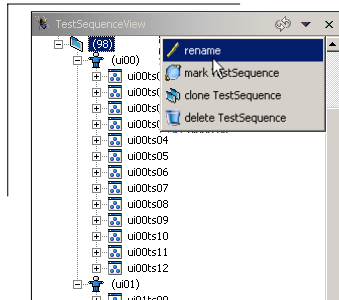 TestSequenceView
(98)
rename
(ui00)
mark TestSequence
clone TestSequence
delete TestSequence
ui00ts04
ui00ts05
ui00ts06
ui00ts07
ui00ts08
ui00ts09
ui00ts10
ui00ts11
ui00ts12
(ui01)